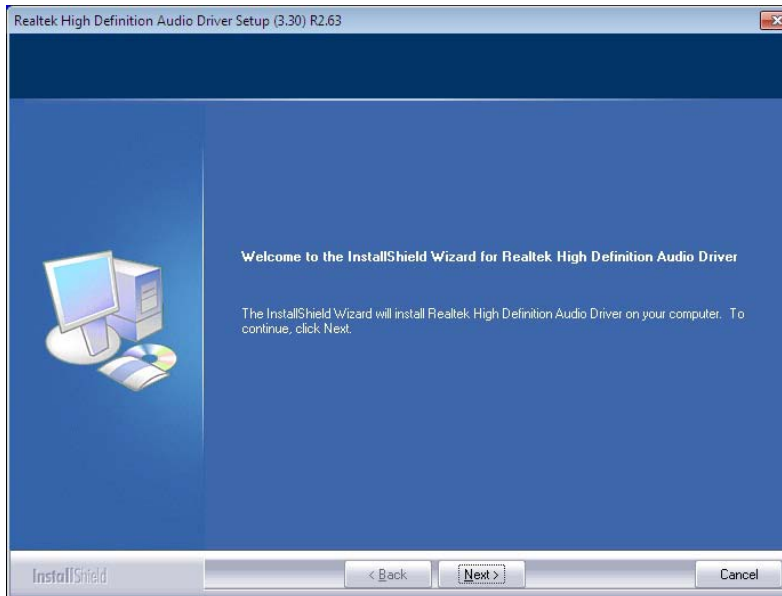 Realtek High Definition Audio Driver Setup (3.30) R2.63
Welcome to the InstallShield Wizard for Realtek High Definition Audio Driver
The InstallShield Wizard will install Realtek High Definition Audio Driver on your computer. To
continue, click Next.
InstallShield
< Back
Next >
Cancel